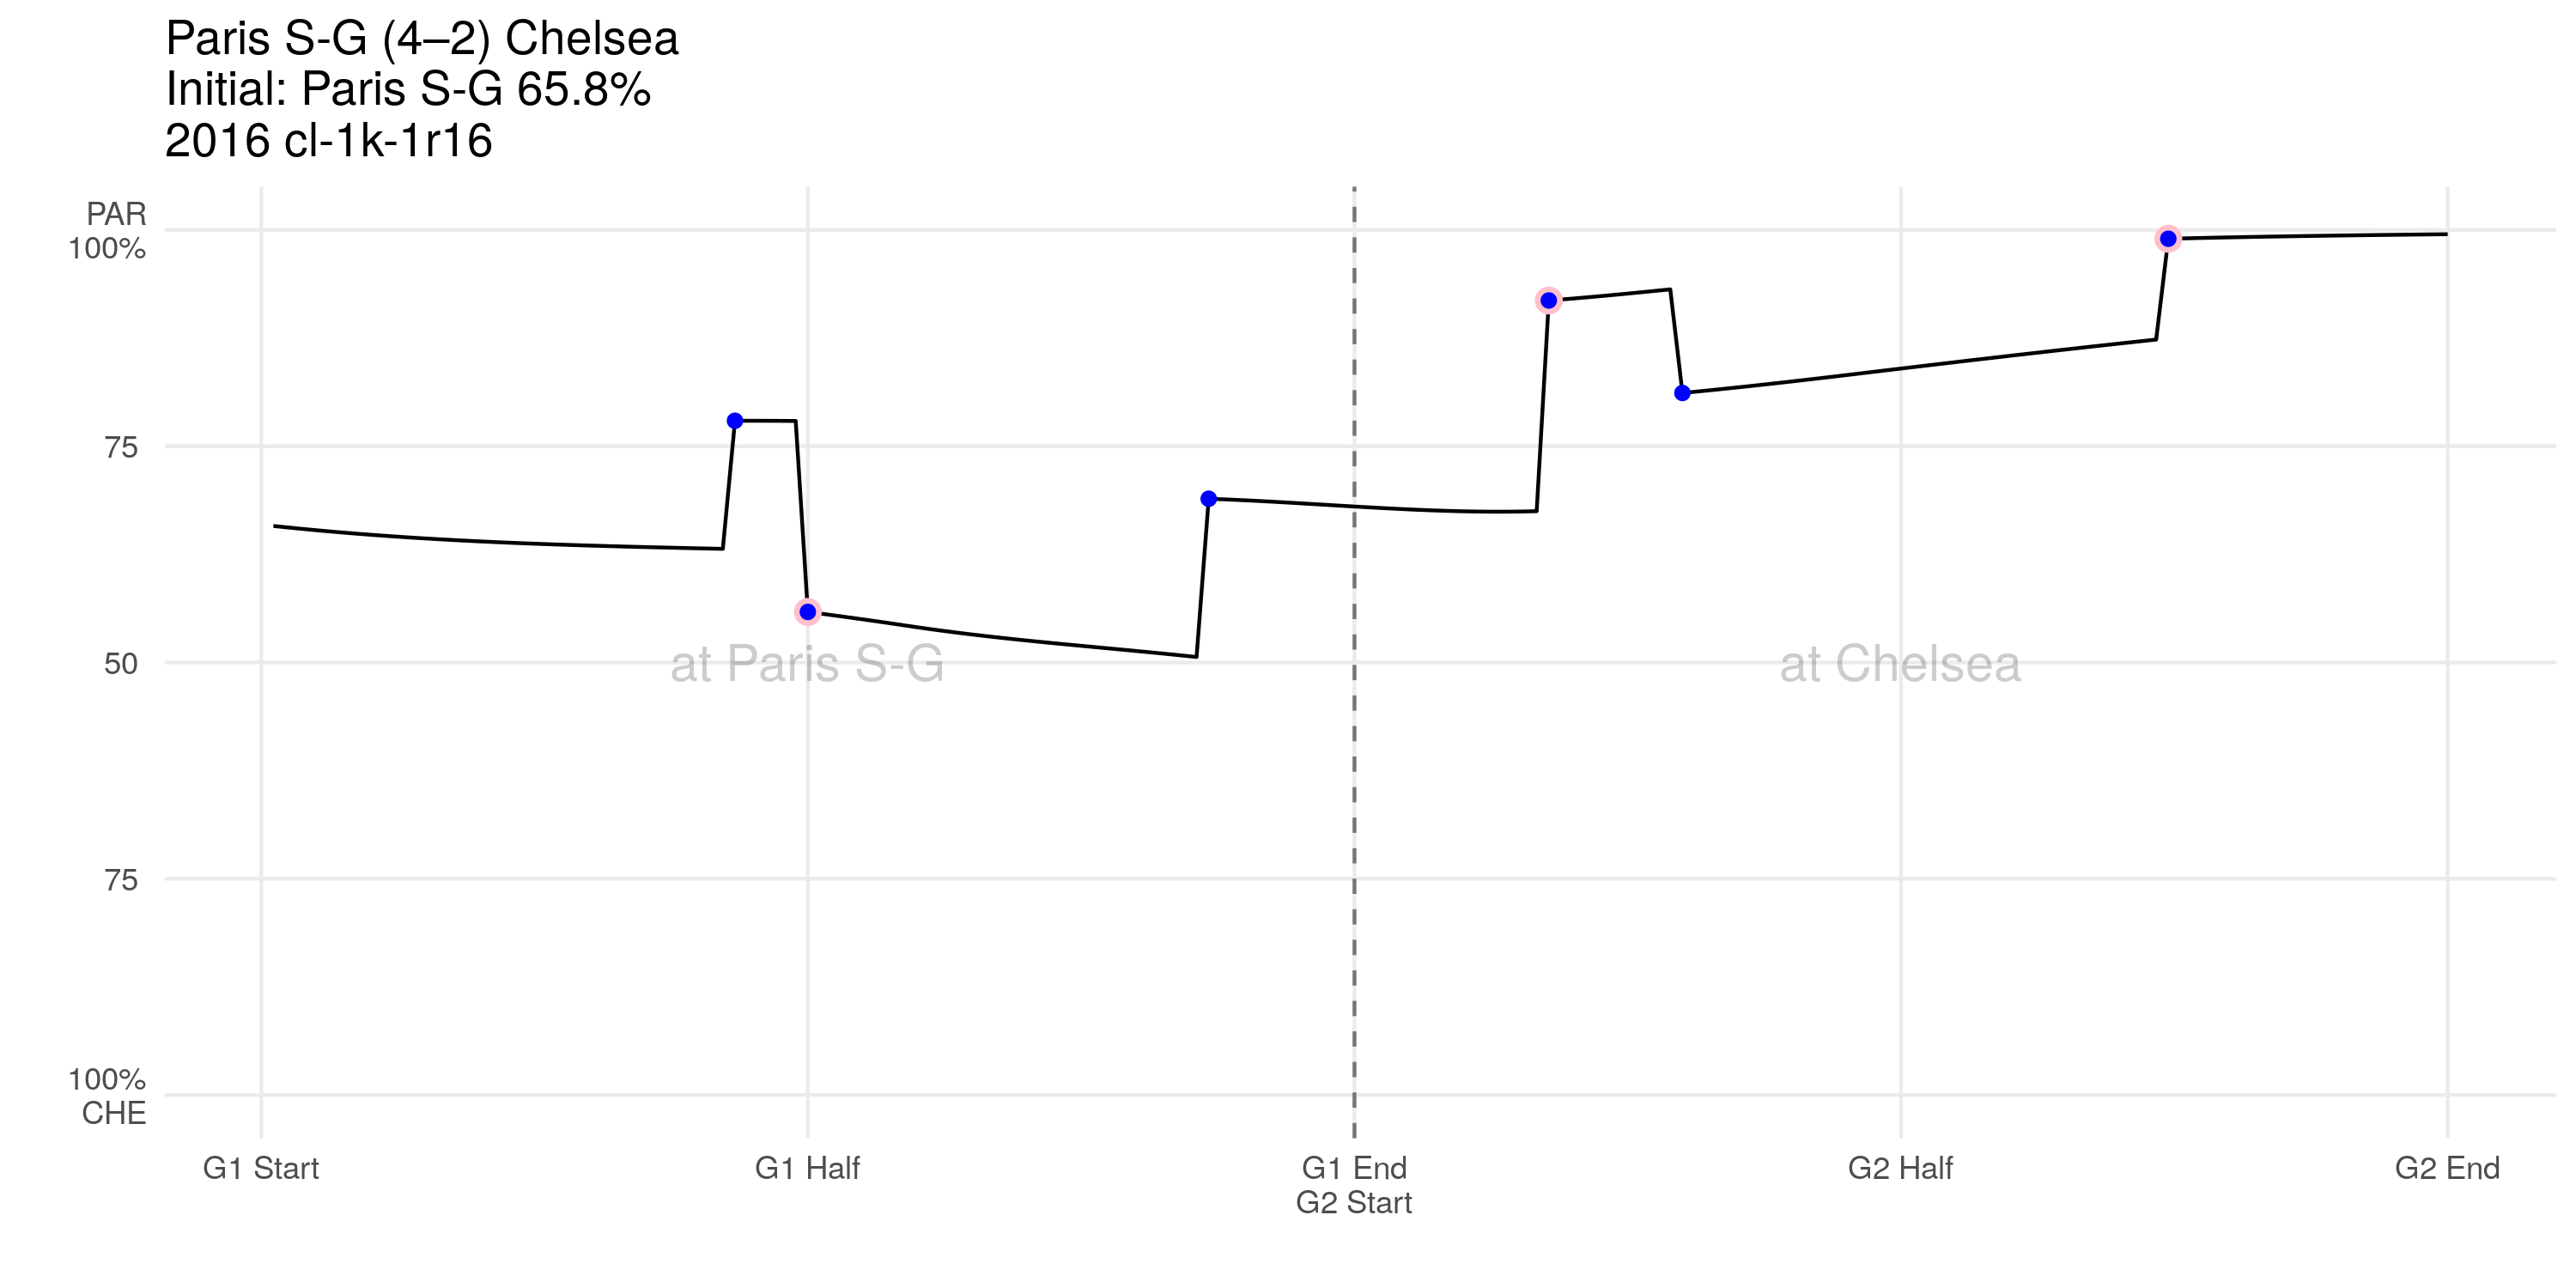 Paris S-G (4–2) Chelsea
Initial: Paris S-G 65.8%
2016 cl-1k-1r16
PAR
100%
75
50
75
100%
CHE
at Paris S-G
at Chelsea
G1 Start
G1 Half
G1 End
G2 Start
G2 Half
G2 End